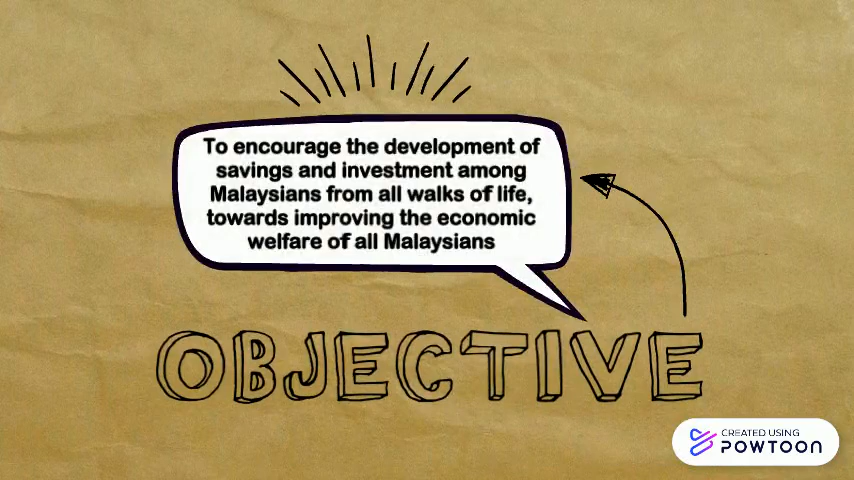 To encourage the development of
savings and investment among
Malaysians from all walks of life,
towards improving the economic
welfare of all Malaysians
OBJECTIVE
CREATED USING
POWTOON